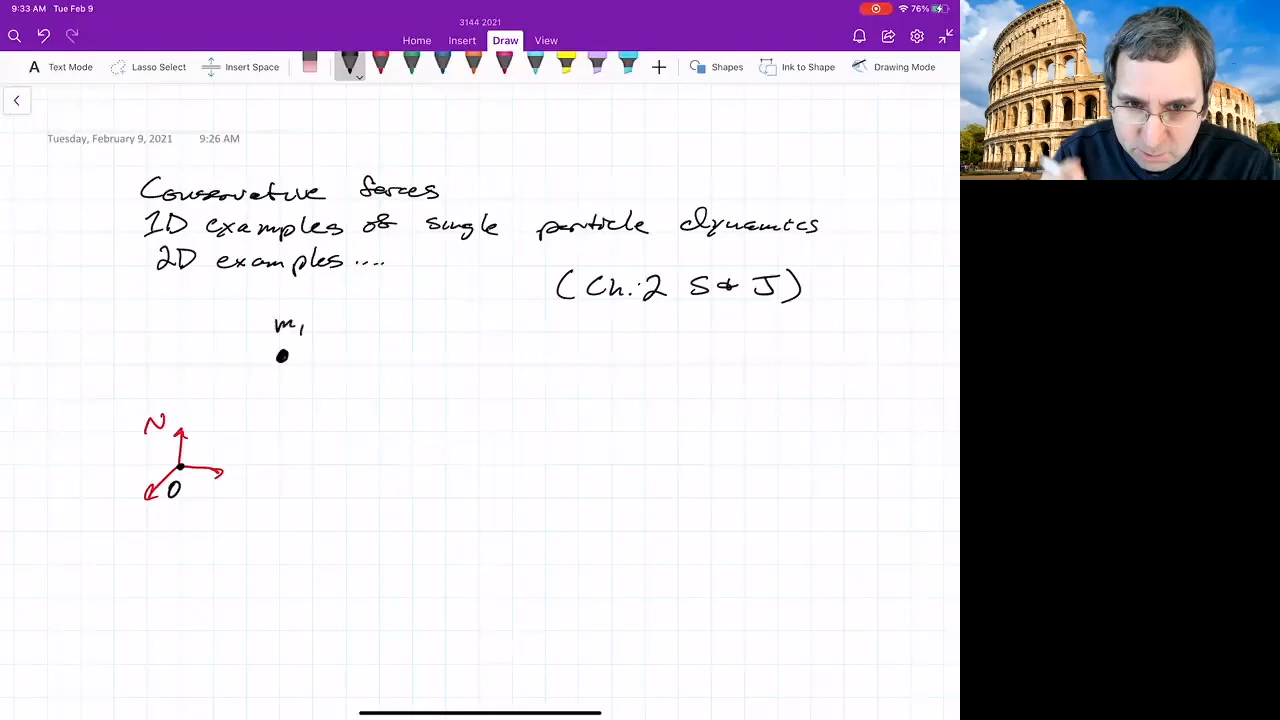 9:33 AM Tue Feb 9
76%
3144 2021
Home Insert Draw View
Text Mode Lasso Select Insert Space Shapes Ink to Shape Drawing Mode
Tuesday, February 9, 2021 9:26 AM
Conservative forces
1D examples of single particle dynamics
2D examples....
(Ch.:2 S & J)
m1
N
O